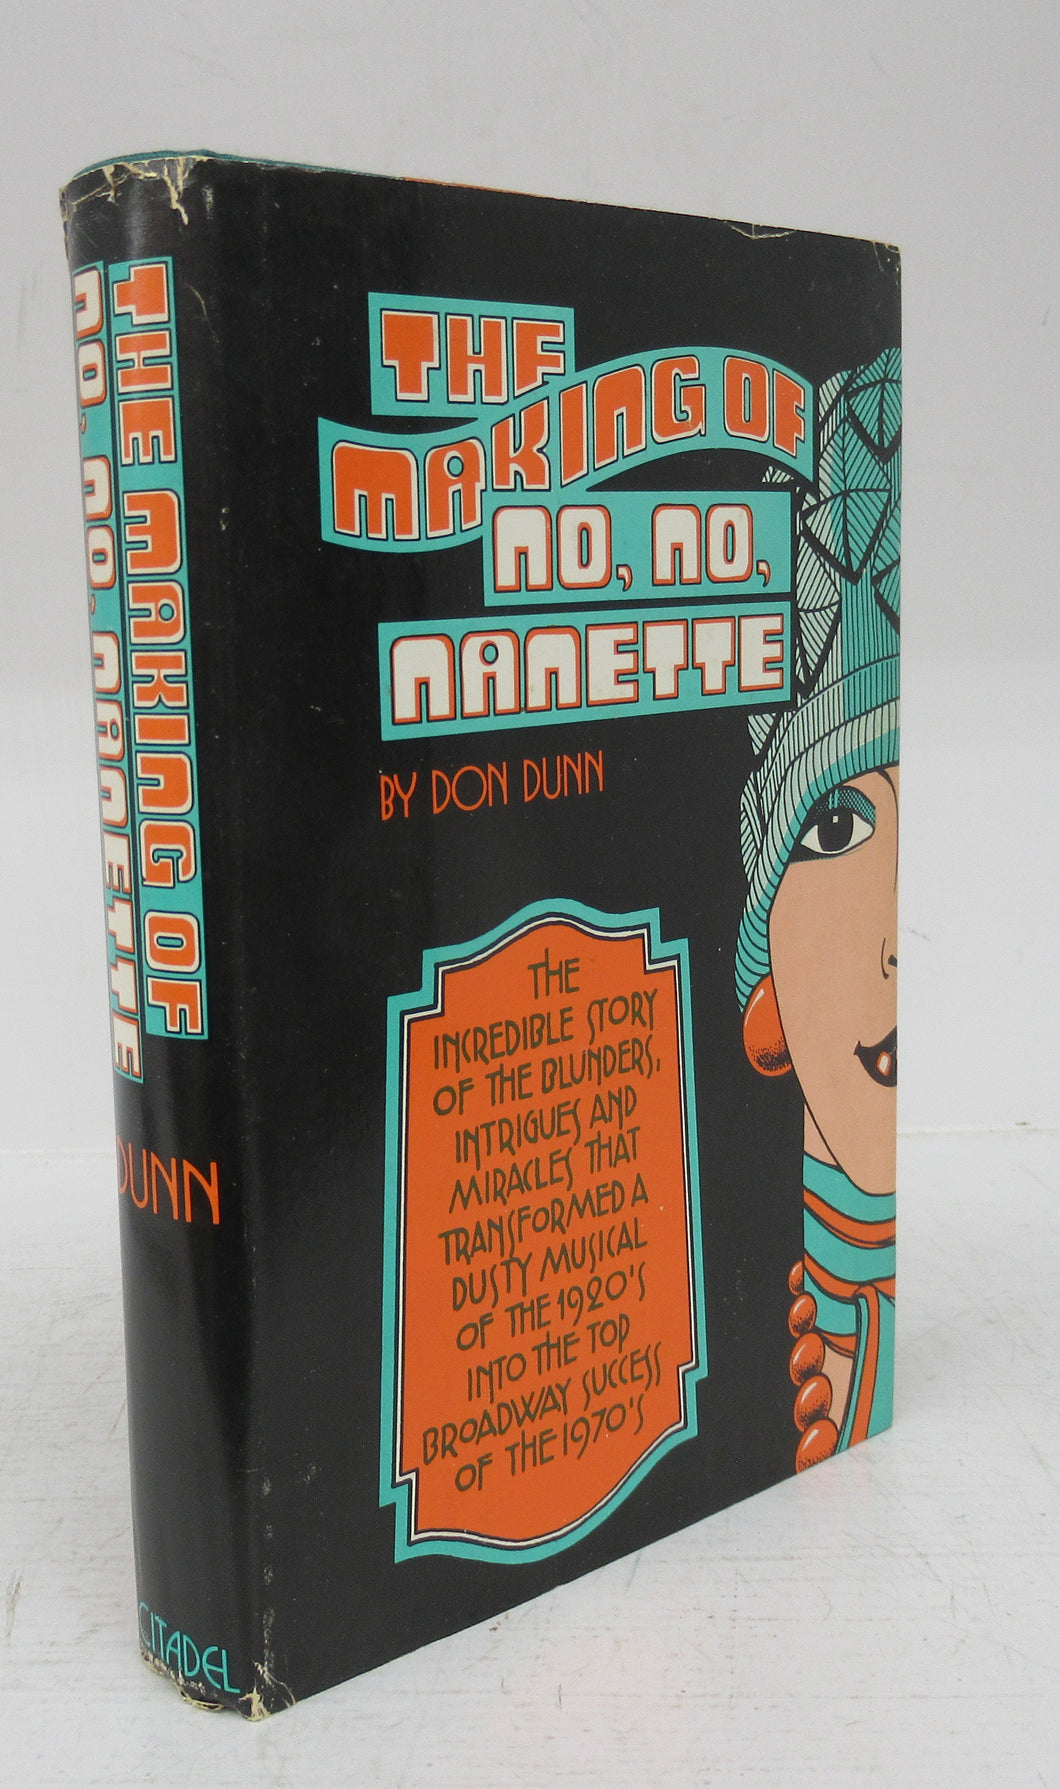 THE MAKING OF
NO, NO, NANETTE
DUNN
CITADEL
THE
MAKING OF
NO, NO,
NANETTE
BY DON DUNN
THE
INCREDIBLE STORY
OF THE BLUNDERS,
INTRIGUES AND
MIRACLES THAT
TRANSFORMED A
DUSTY MUSICAL
OF THE 1920'S
INTO THE TOP
BROADWAY SUCCESS
OF THE 1970'S